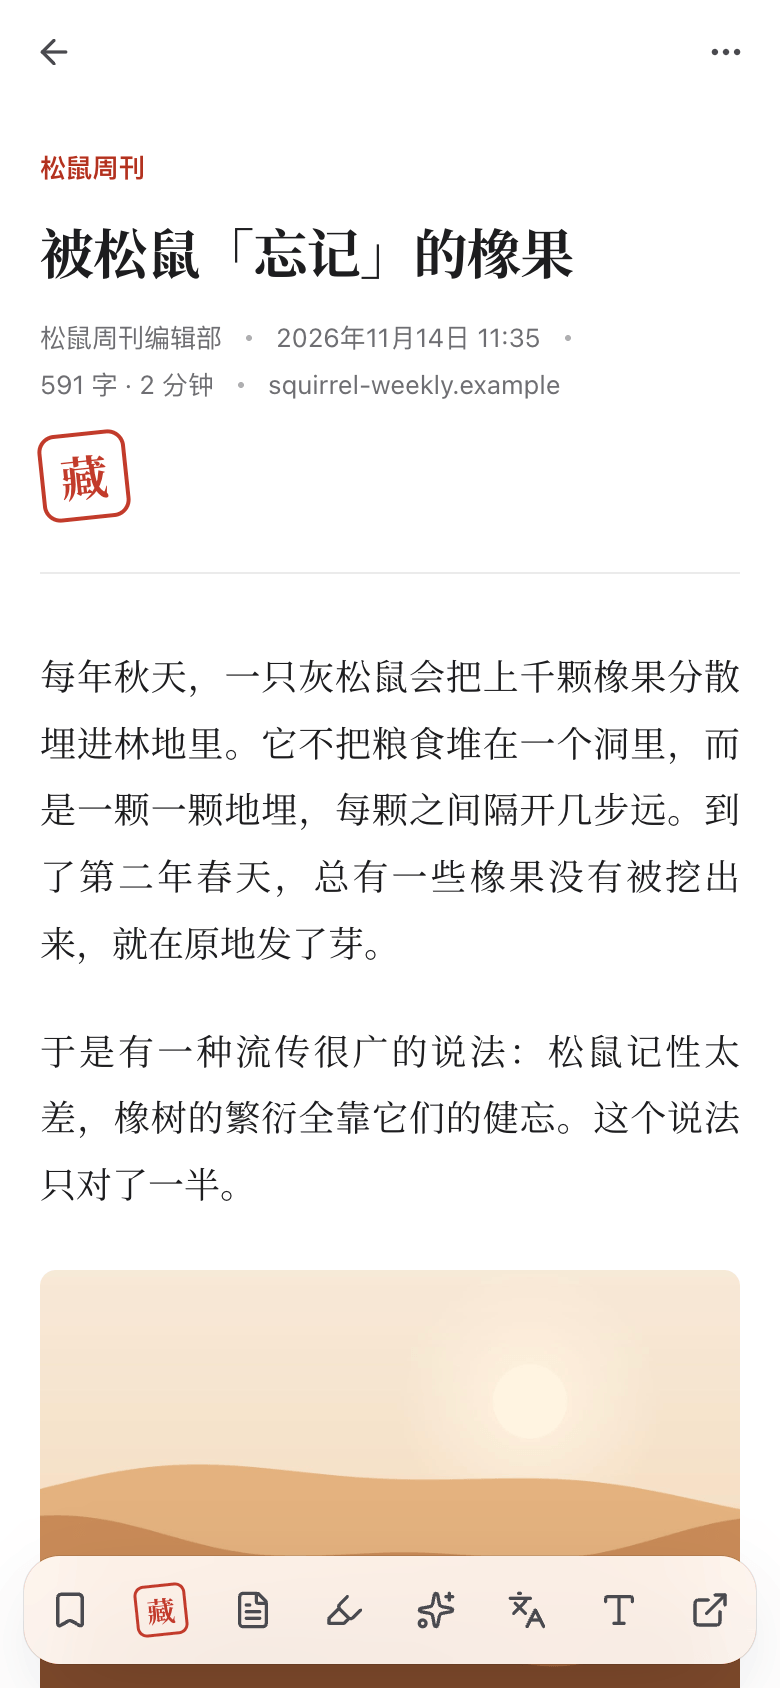 松鼠周刊
被松鼠「忘记」的橡果
松鼠周刊编辑部 • 2026年11月14日 11:35 •
591 字 · 2 分钟 • squirrel-weekly.example
藏
每年秋天，一只灰松鼠会把上千颗橡果分散
埋进林地里。它不把粮食堆在一个洞里，而
是一颗一颗地埋，每颗之间隔开几步远。到
了第二年春天，总有一些橡果没有被挖出
来，就在原地发了芽。
于是有一种流传很广的说法：松鼠记性太
差，橡树的繁衍全靠它们的健忘。这个说法
只对了一半。
藏